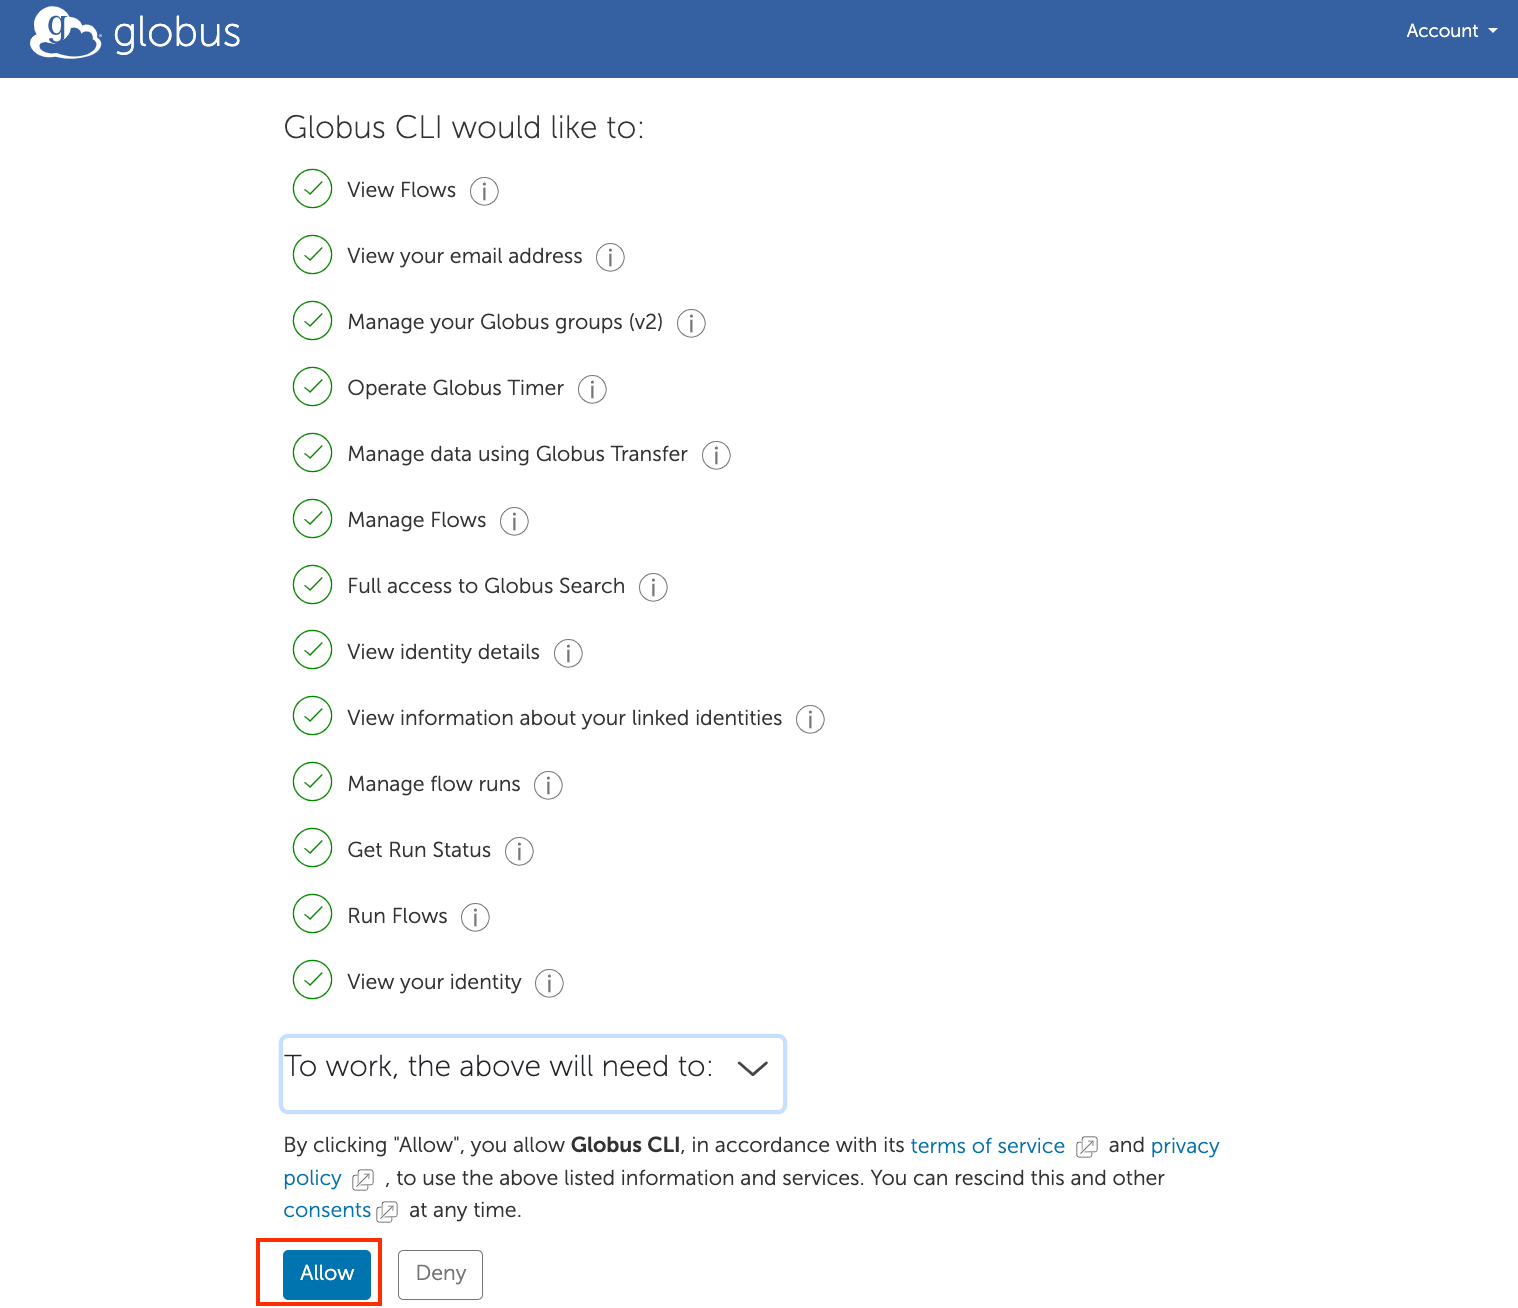 globus
Account
Globus CLI would like to:
View Flows
View your email address
Manage your Globus groups (v2)
Operate Globus Timer
Manage data using Globus Transfer
Manage Flows
Full access to Globus Search
View identity details
View information about your linked identities
Manage flow runs
Get Run Status
Run Flows
View your identity
To work, the above will need to:
By clicking "Allow", you allow Globus CLI, in accordance with its terms of service and privacy
policy , to use the above listed information and services. You can rescind this and other
consents at any time.
Allow Deny